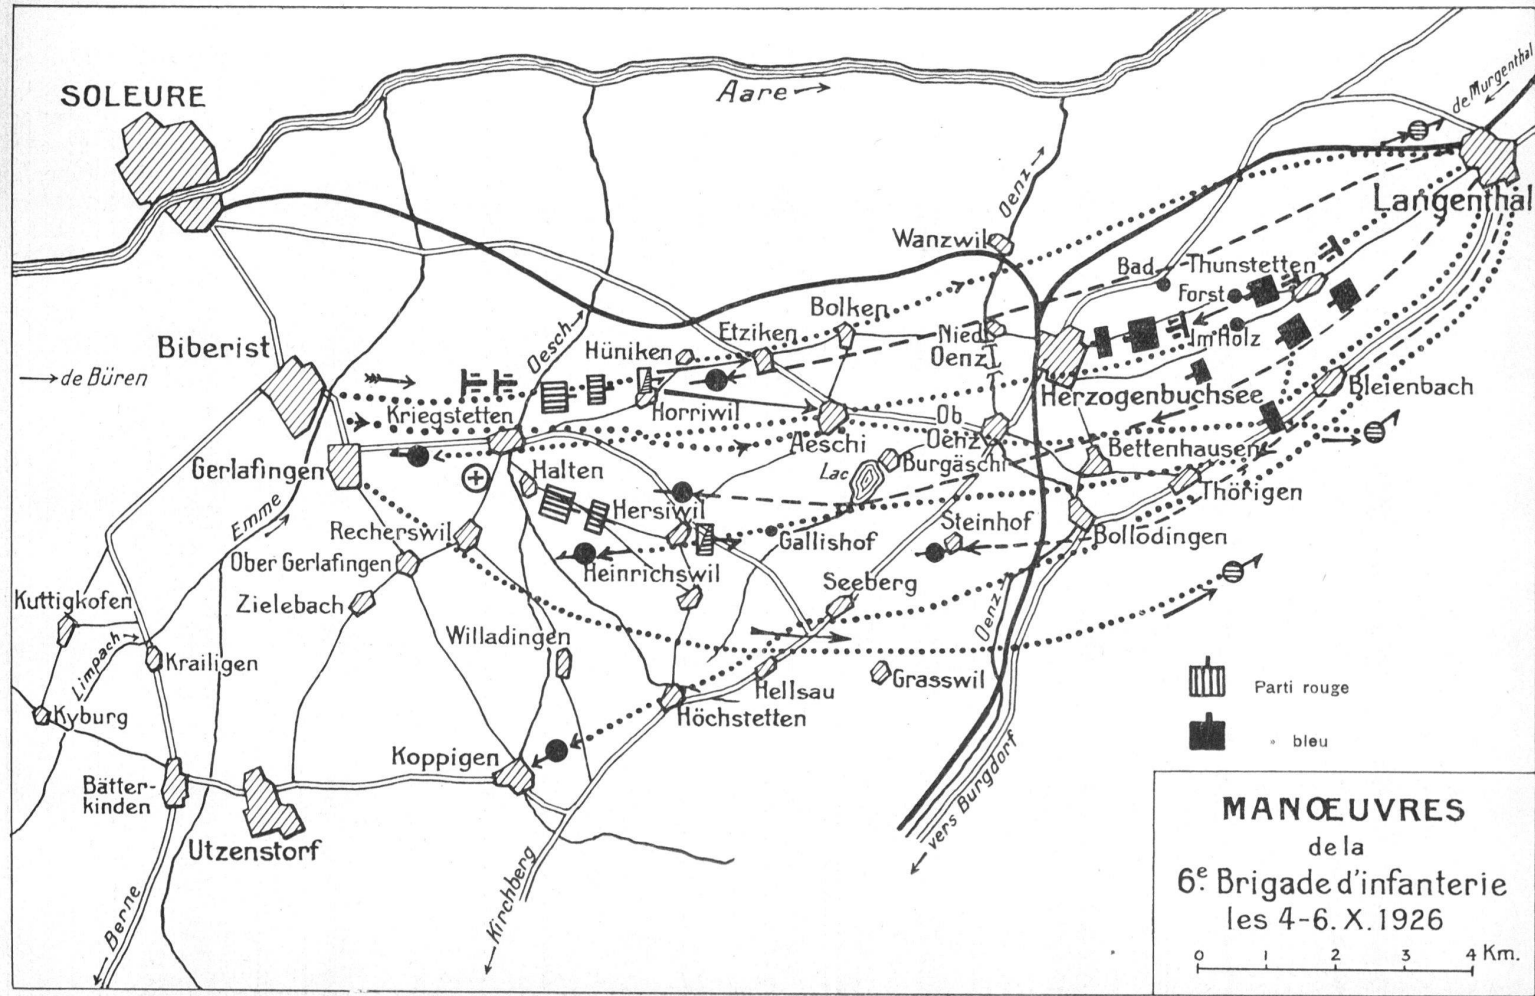 SOLEURE
Aare
de Murgenthal
Langenthal
Oenz
Wanzwil
Bad
Thunstetten
Forst
Im Holz
Bolken
Etziken
Nied
Oenz
Oesch
Hüniken
Biberist
de Büren
Kriegstetten
Horriwil
Herzogenbuchsee
Bleienbach
Aeschi
Ob
Oenz
Bettenhausen
Gerlafingen
Halten
Lac
Burgäschi
Thörigen
Emme
Recherswil
Hersiwil
Steinhof
Gallishof
Bollodingen
Ober Gerlafingen
Heinrichswil
Seeberg
Kuttigkofen
Zielebach
Oenz
Willadingen
Limpach
Krailigen
Hellsau
Grasswil
Kyburg
Höchstetten
Koppigen
Bätter-
kinden
Utzenstorf
vers Burgdorf
Kirchberg
Berne
Parti rouge
" bleu
MANŒUVRES
de la
6e. Brigade d'infanterie
les 4-6. X. 1926
0 1 2 3 4 Km.